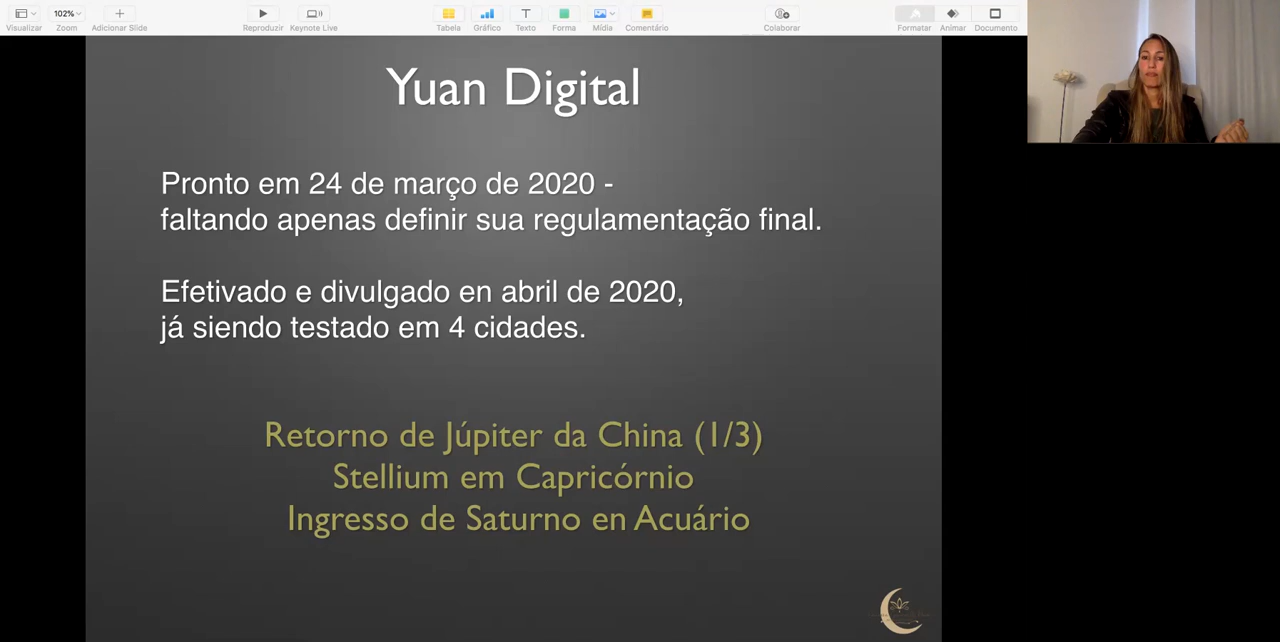 102%
Visualizar
Zoom
Adicionar Slide
Reproduzir
Keynote Live
Tabela
Gráfico
Texto
Forma
Mídia
Comentário
Colaborar
Formatar
Animar
Documento
Yuan Digital
Pronto em 24 de março de 2020 -
faltando apenas definir sua regulamentação final.
Efetivado e divulgado en abril de 2020,
já siendo testado em 4 cidades.
Retorno de Júpiter da China (1/3)
Stellium em Capricórnio
Ingresso de Saturno en Acuário